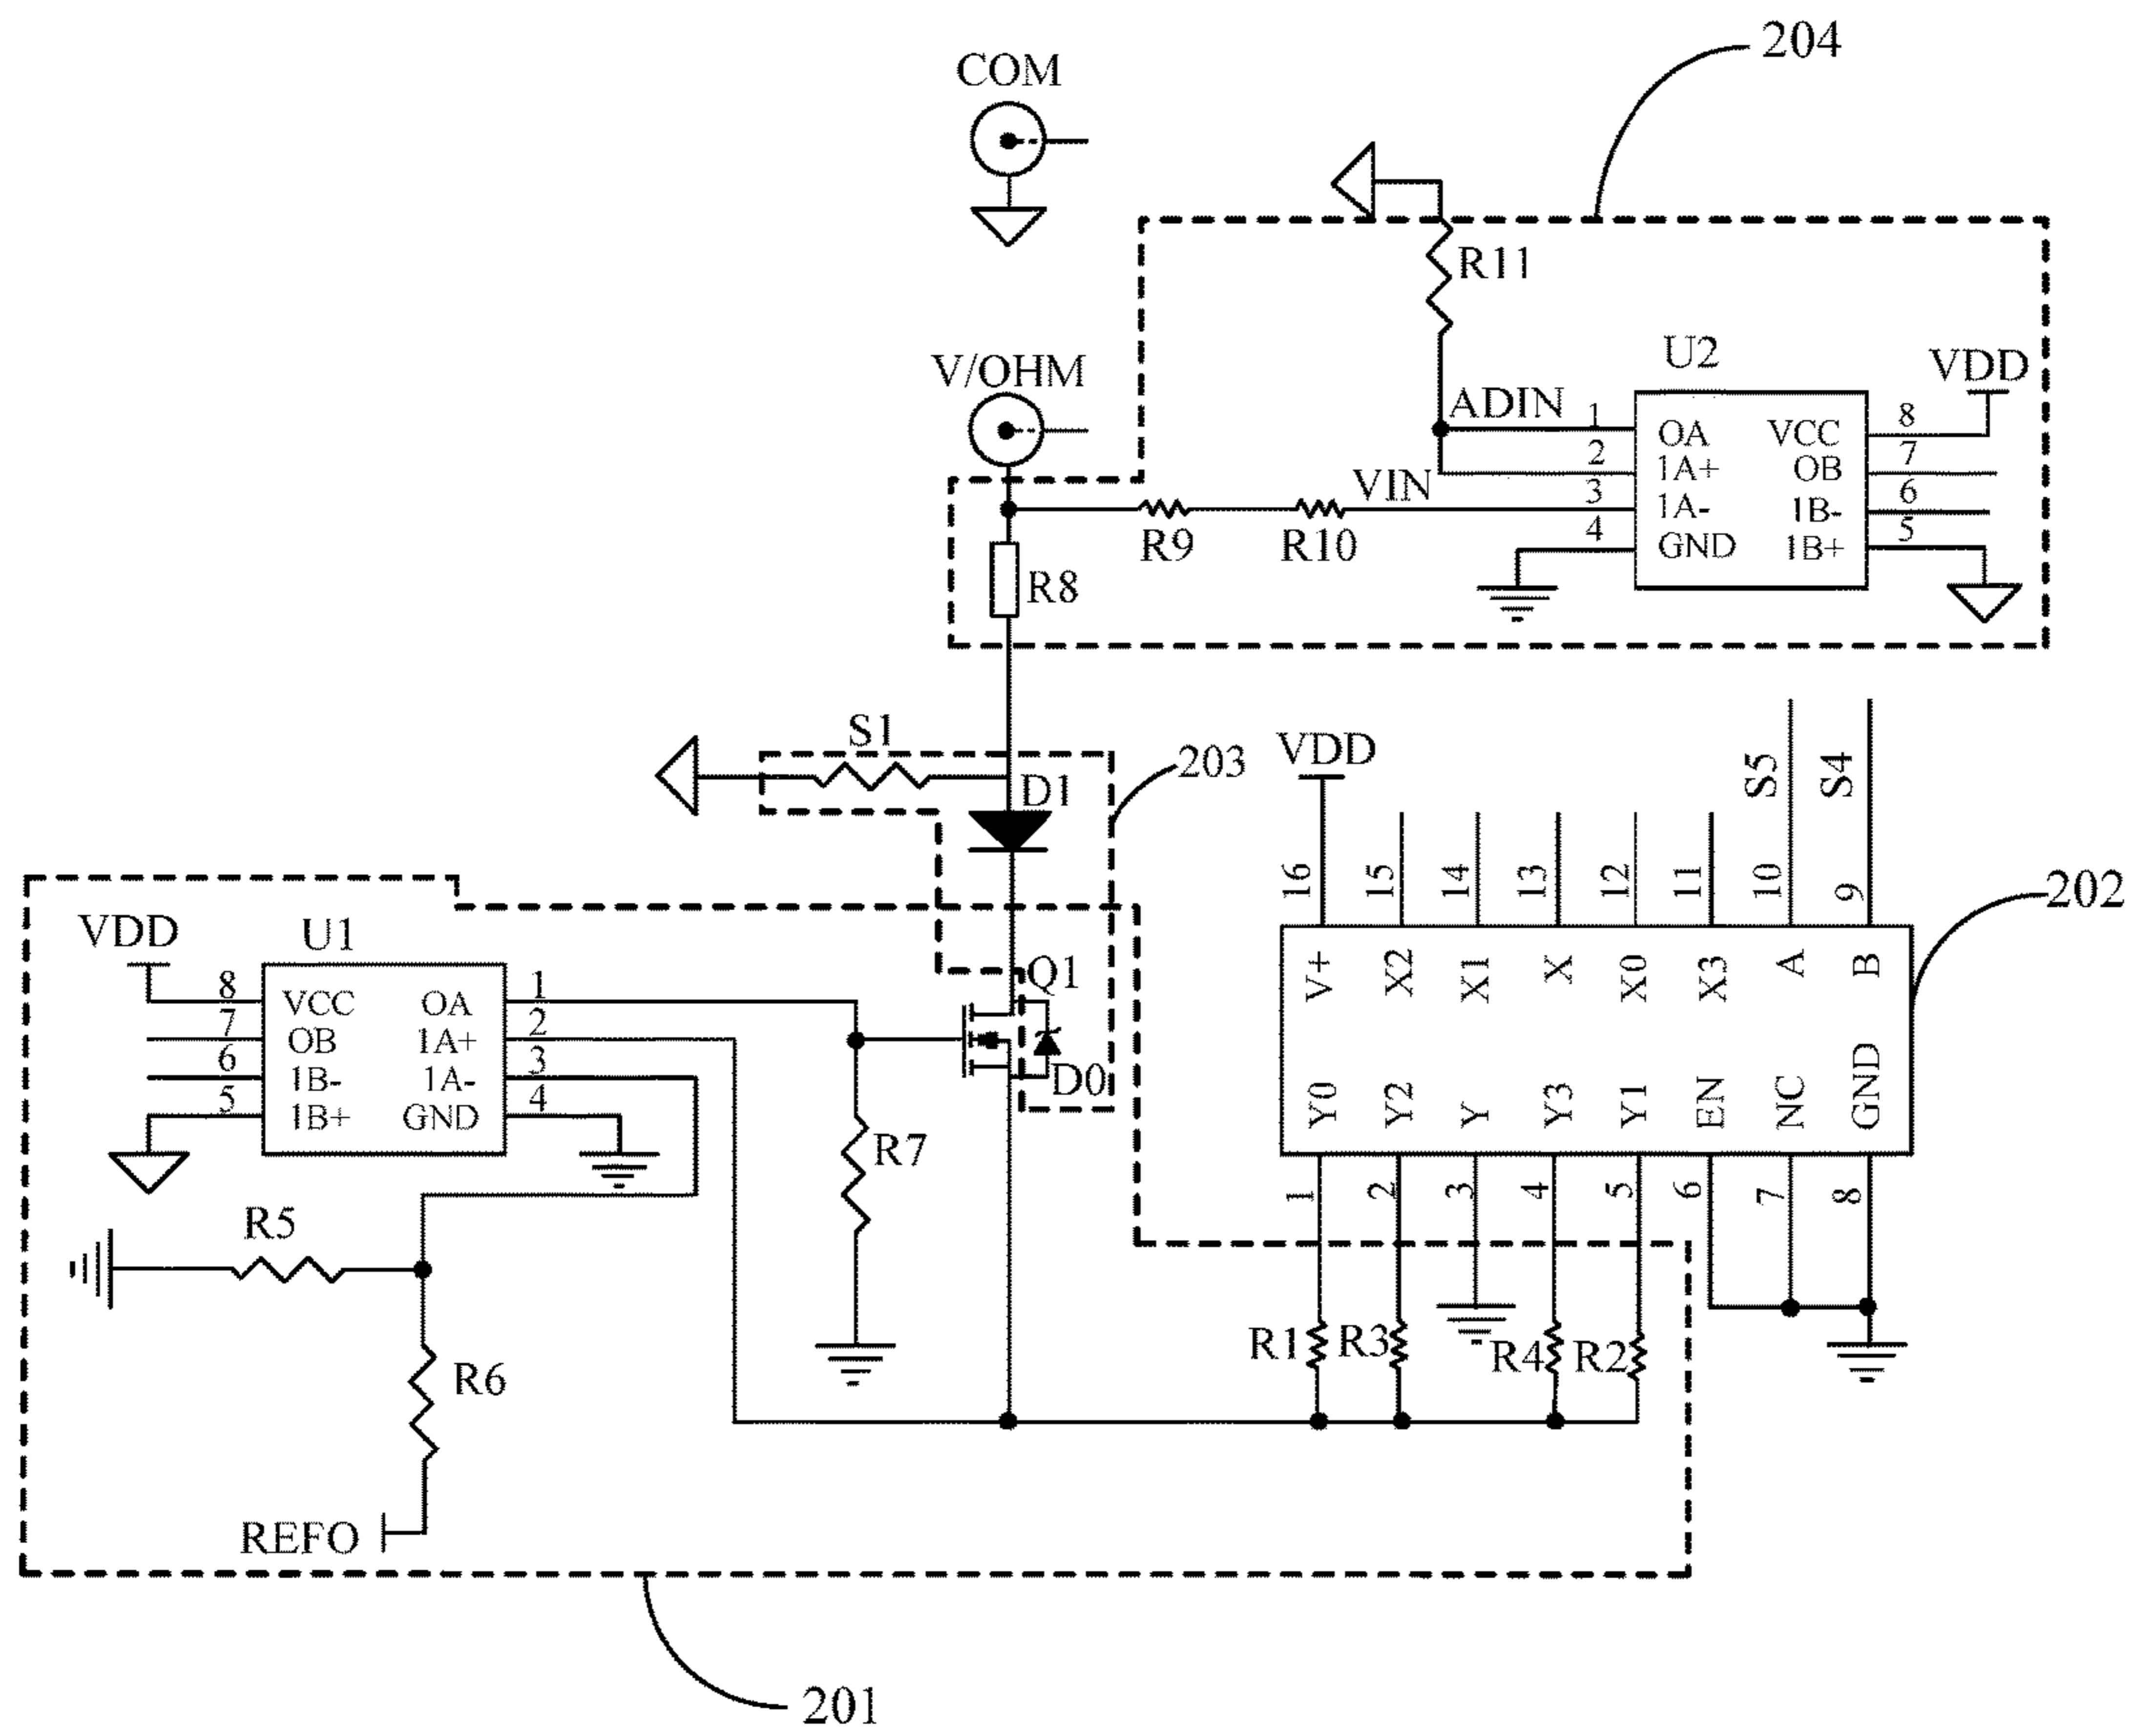 204
COM
R11
U2
V/OHM
VDD
ADIN
1
OA
VCC
8
2
1A+
OB
7
VIN
3
1A-
1B-
6
4
GND
1B+
5
R9
R10
R8
S1
D1
203
VDD
S5
S4
16
15
14
13
12
11
10
9
202
VDD
U1
V+
X2
X1
X
X0
X3
A
B
Q1
8
VCC
OA
1
7
OB
1A+
2
6
1B-
1A-
3
5
1B+
GND
4
D0
Y0
Y2
Y
Y3
Y1
EN
NC
GND
R7
1
2
3
4
5
6
7
8
R5
R1
R3
R4
R2
R6
REFO
201